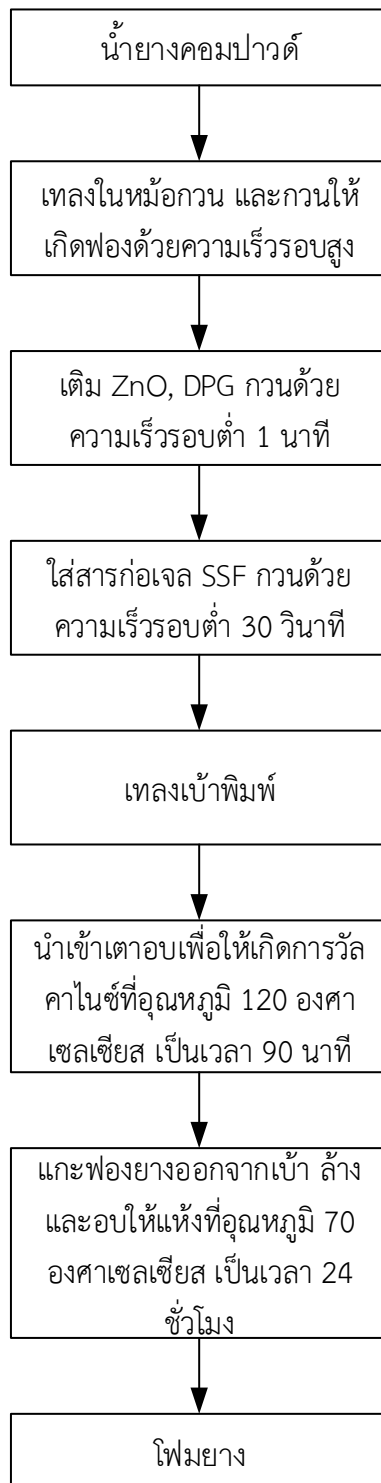 น้ำยางคอมปาวด์
เทลงในหม้อกวน และกวนให้
เกิดฟองด้วยความเร็วรอบสูง
เติม ZnO, DPG กวนด้วย
ความเร็วรอบต่ำ 1 นาที
ใส่สารก่อเจล SSF กวนด้วย
ความเร็วรอบต่ำ 30 วินาที
เทลงเบ้าพิมพ์
นำเข้าเตาอบเพื่อให้เกิดการวัล
คาไนซ์ที่อุณหภูมิ 120 องศา
เซลเซียส เป็นเวลา 90 นาที
แกะฟองยางออกจากเบ้า ล้าง
และอบให้แห้งที่อุณหภูมิ 70
องศาเซลเซียส เป็นเวลา 24
ชั่วโมง
โฟมยาง